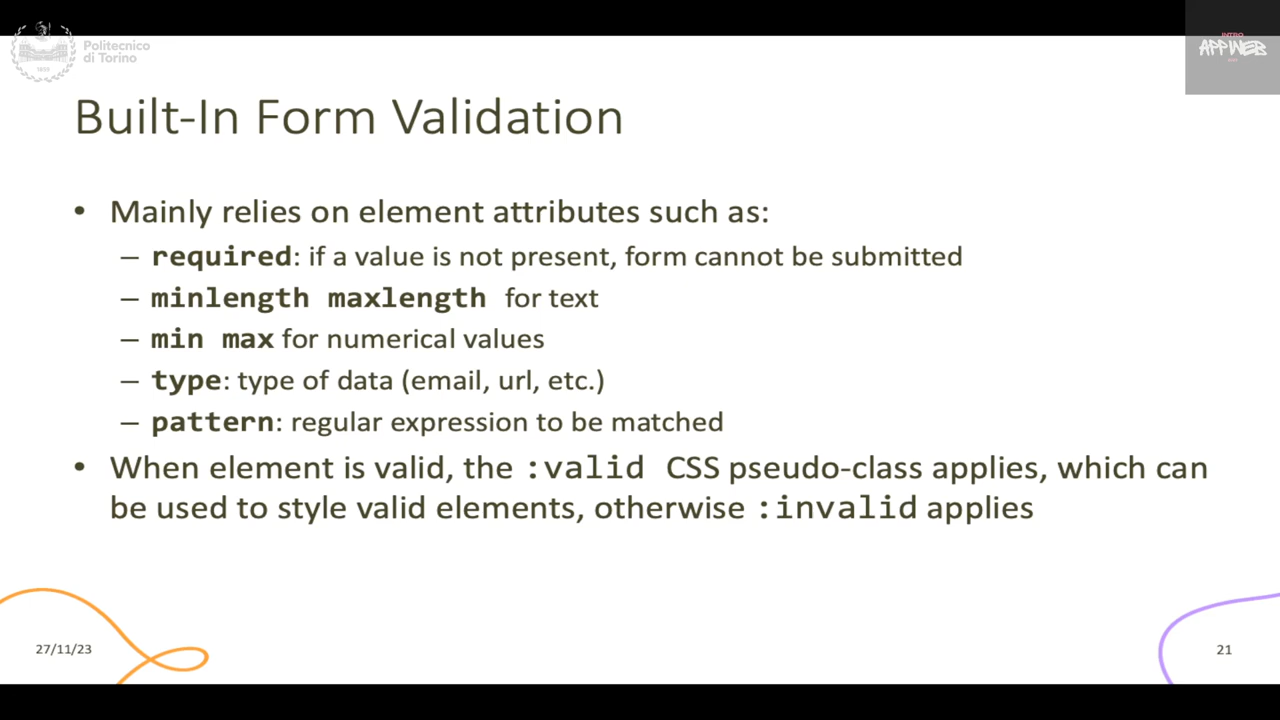 Politecnico
di Torino
1859
INTRO
APPWEB
Built-In Form Validation
• Mainly relies on element attributes such as:
– required: if a value is not present, form cannot be submitted
– minlength maxlength for text
– min max for numerical values
– type: type of data (email, url, etc.)
– pattern: regular expression to be matched
• When element is valid, the :valid CSS pseudo-class applies, which can
be used to style valid elements, otherwise :invalid applies
27/11/23
21